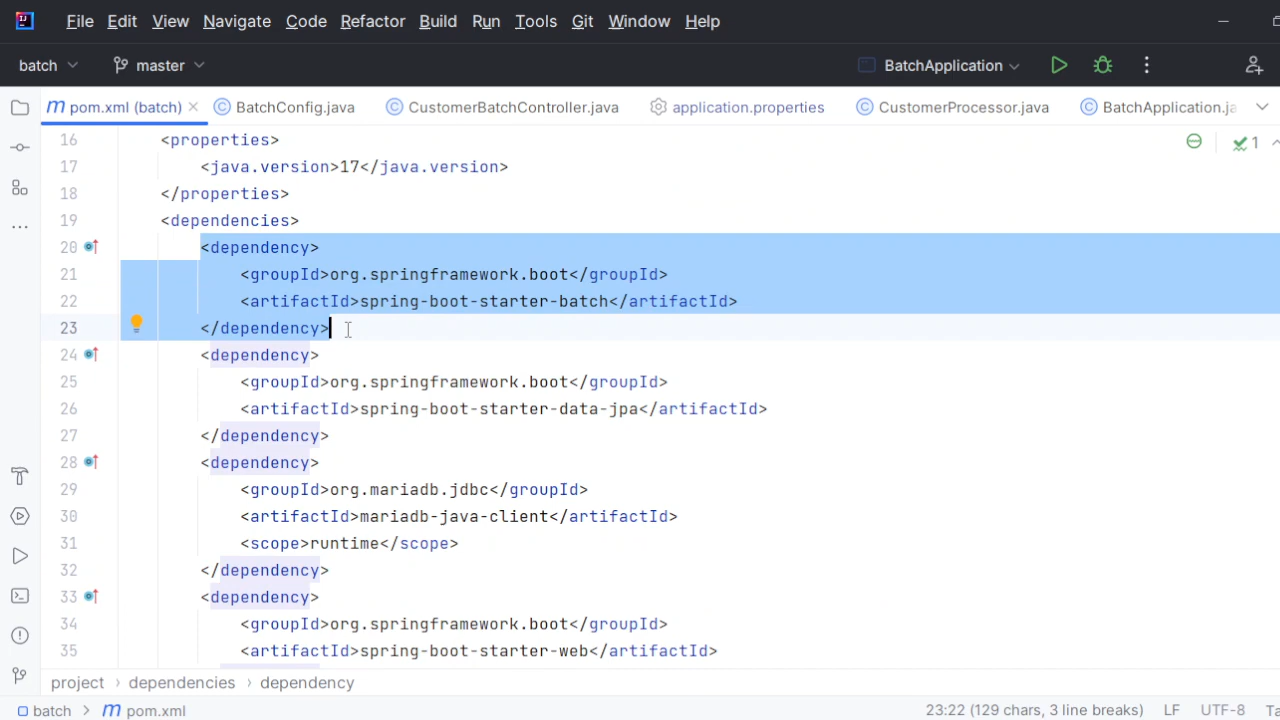 File Edit View Navigate Code Refactor Build Run Tools Git Window Help
batch master BatchApplication
pom.xml (batch) BatchConfig.java CustomerBatchController.java application.properties CustomerProcessor.java BatchApplication.ja
16 <properties>
17 <java.version>17</java.version>
18 </properties>
19 <dependencies>
20 <dependency>
21 <groupId>org.springframework.boot</groupId>
22 <artifactId>spring-boot-starter-batch</artifactId>
23 </dependency>
24 <dependency>
25 <groupId>org.springframework.boot</groupId>
26 <artifactId>spring-boot-starter-data-jpa</artifactId>
27 </dependency>
28 <dependency>
29 <groupId>org.mariadb.jdbc</groupId>
30 <artifactId>mariadb-java-client</artifactId>
31 <scope>runtime</scope>
32 </dependency>
33 <dependency>
34 <groupId>org.springframework.boot</groupId>
35 <artifactId>spring-boot-starter-web</artifactId>
1
project › dependencies › dependency
batch > pom.xml 23:22 (129 chars, 3 line breaks) LF UTF-8 Ta